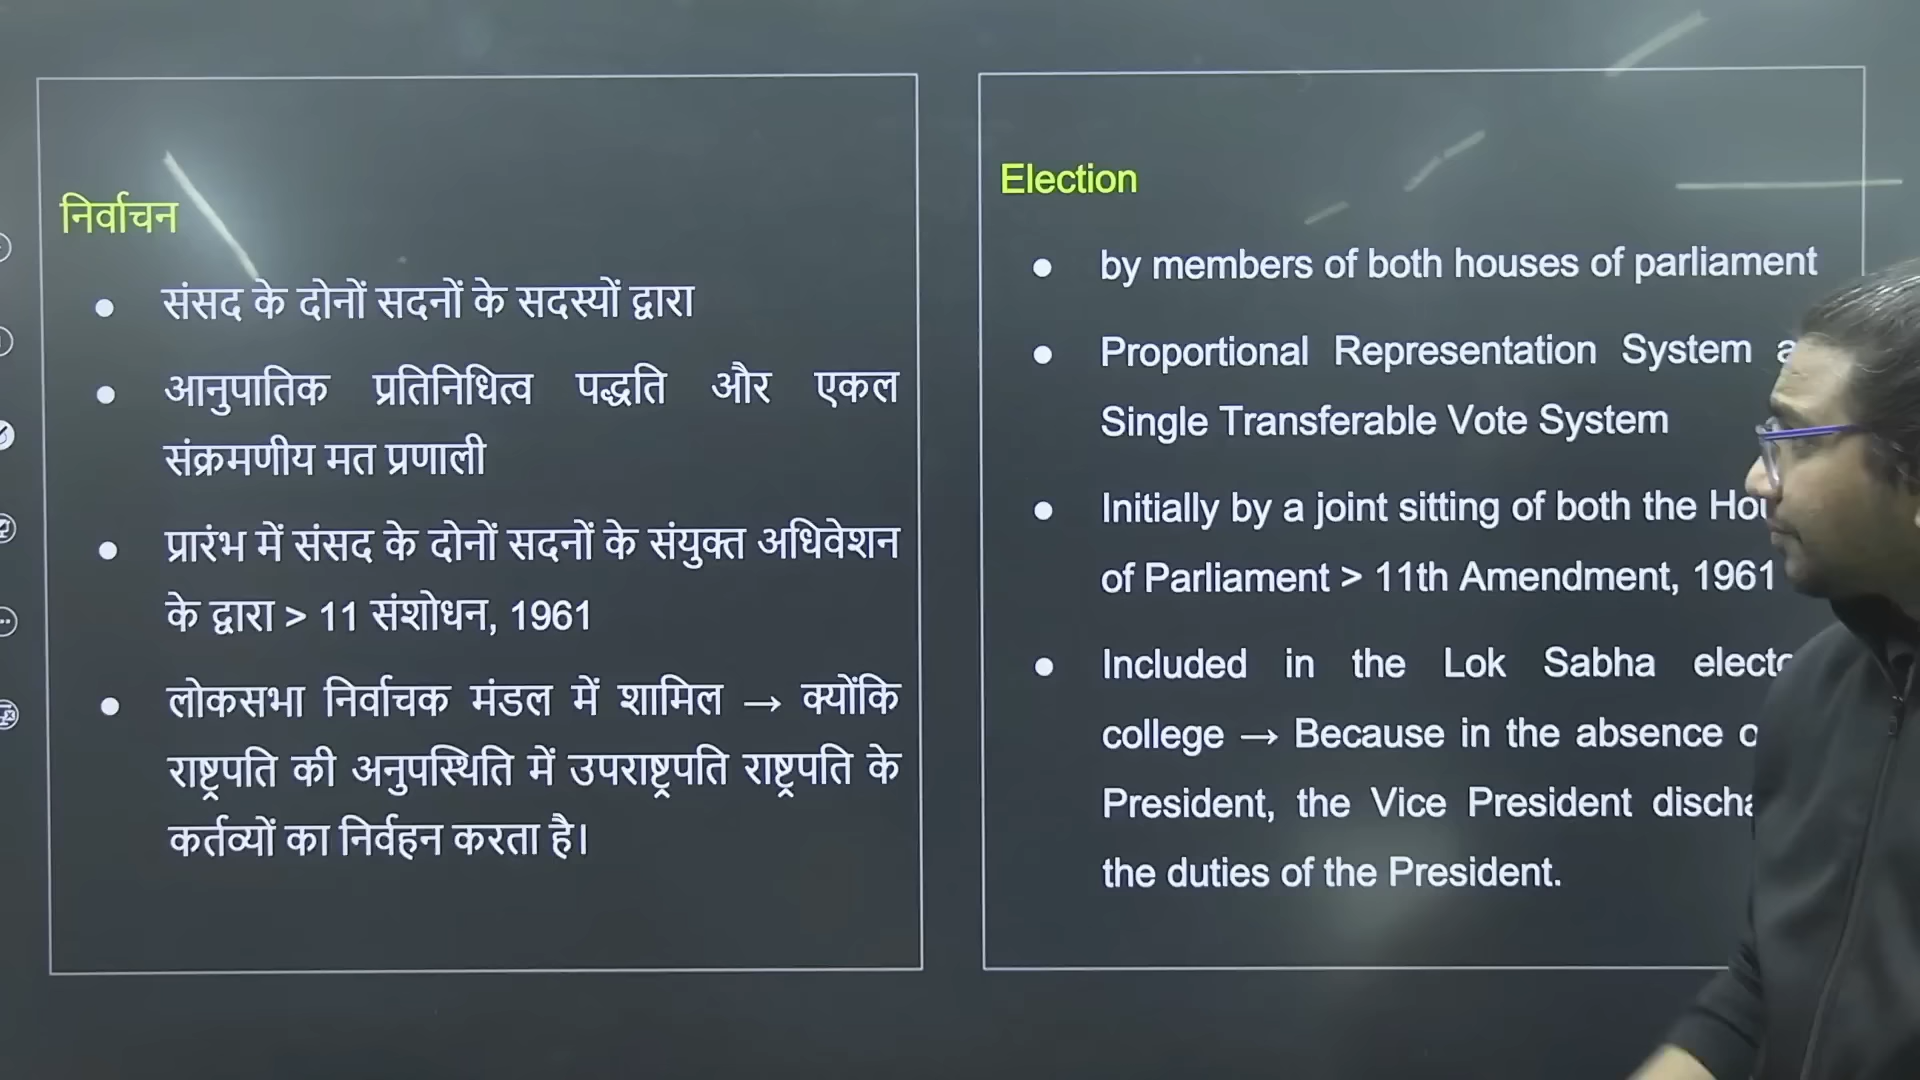 निर्वाचन
● संसद के दोनों सदनों के सदस्यों द्वारा
● आनुपातिक प्रतिनिधित्व पद्धति और एकल
संक्रमणीय मत प्रणाली
● प्रारंभ में संसद के दोनों सदनों के संयुक्त अधिवेशन
के द्वारा > 11 संशोधन, 1961
● लोकसभा निर्वाचक मंडल में शामिल → क्योंकि
राष्ट्रपति की अनुपस्थिति में उपराष्ट्रपति राष्ट्रपति के
कर्तव्यों का निर्वहन करता है।
Election
● by members of both houses of parliament
● Proportional Representation System
Single Transferable Vote System
● Initially by a joint sitting of both the
of Parliament > 11th Amendment, 1961
● Included in the Lok Sabha
college → Because in the absence
President, the Vice President
the duties of the President.